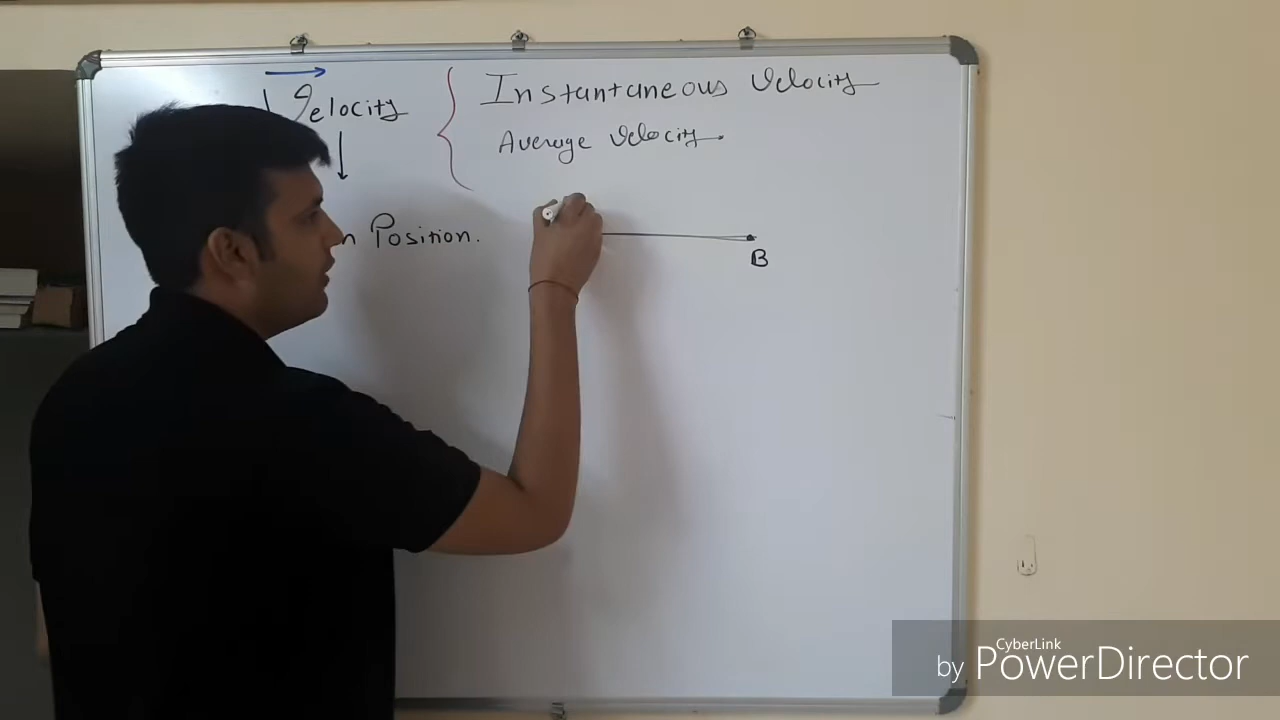 Velocity
Instantaneous Velocity
Average Velocity
Position.
B
CyberLink
by PowerDirector